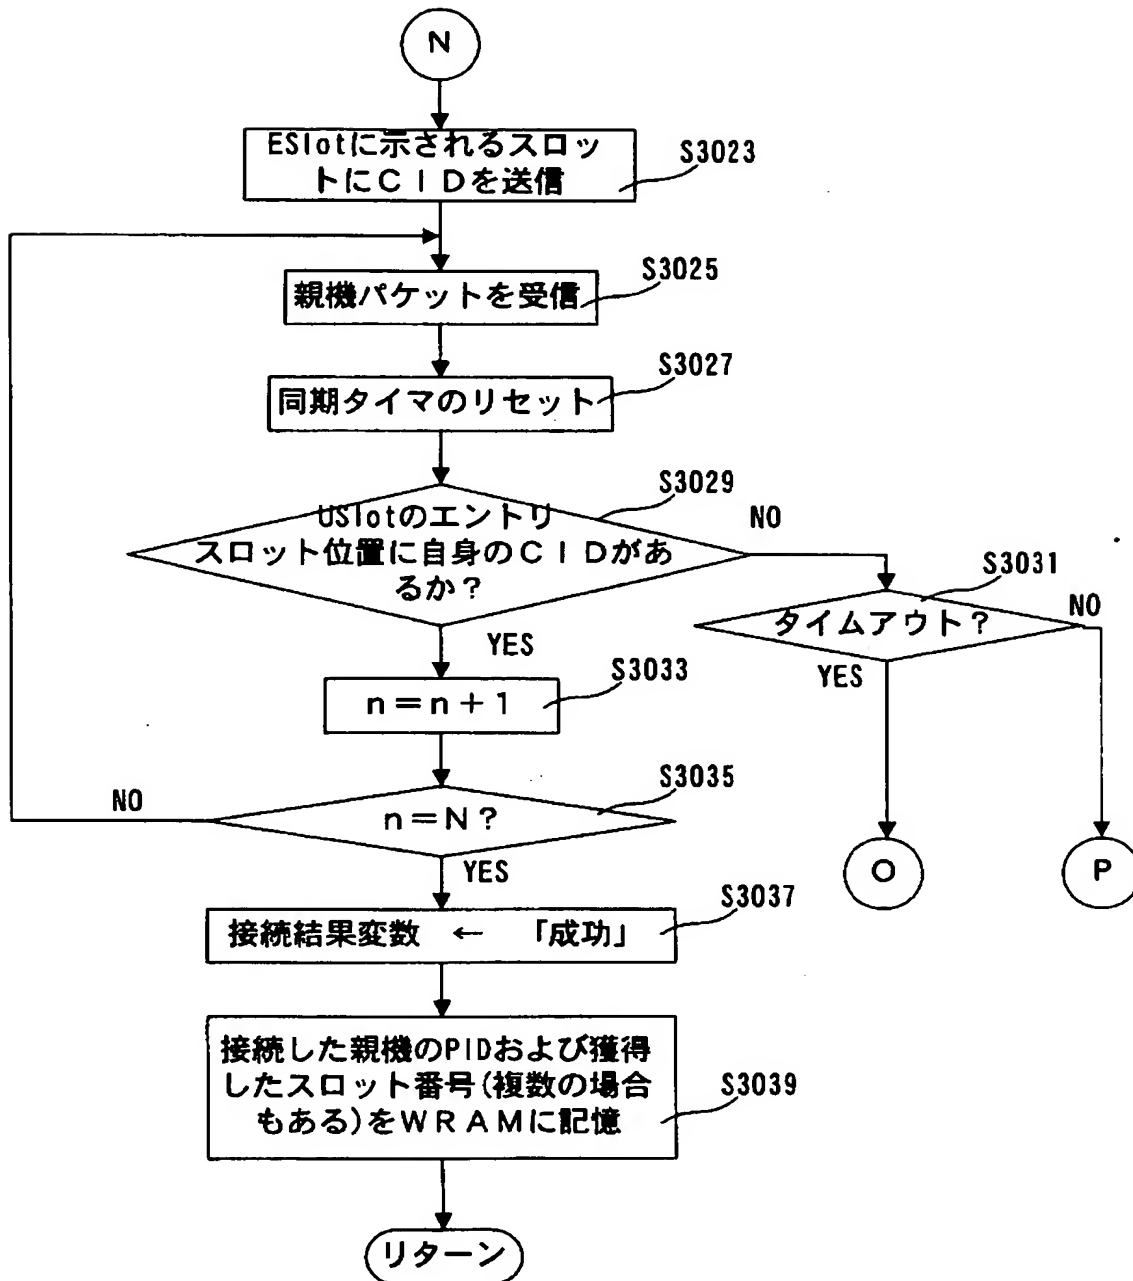 N
ESlotに示されるスロッ
トにＣＩＤを送信
S3023
S3025
親機パケットを受信
S3027
同期タイマのリセット
S3029
USlotのエントリ
スロット位置に自身のＣＩＤがあ
るか？
NO
S3031
タイムアウト？
NO
YES
YES
S3033
ｎ＝ｎ＋１
S3035
NO
ｎ＝Ｎ？
YES
O
P
S3037
接続結果変数 ← 「成功」
接続した親機のPIDおよび獲得
したスロット番号(複数の場合
もある)をＷＲＡＭに記憶
S3039
リターン